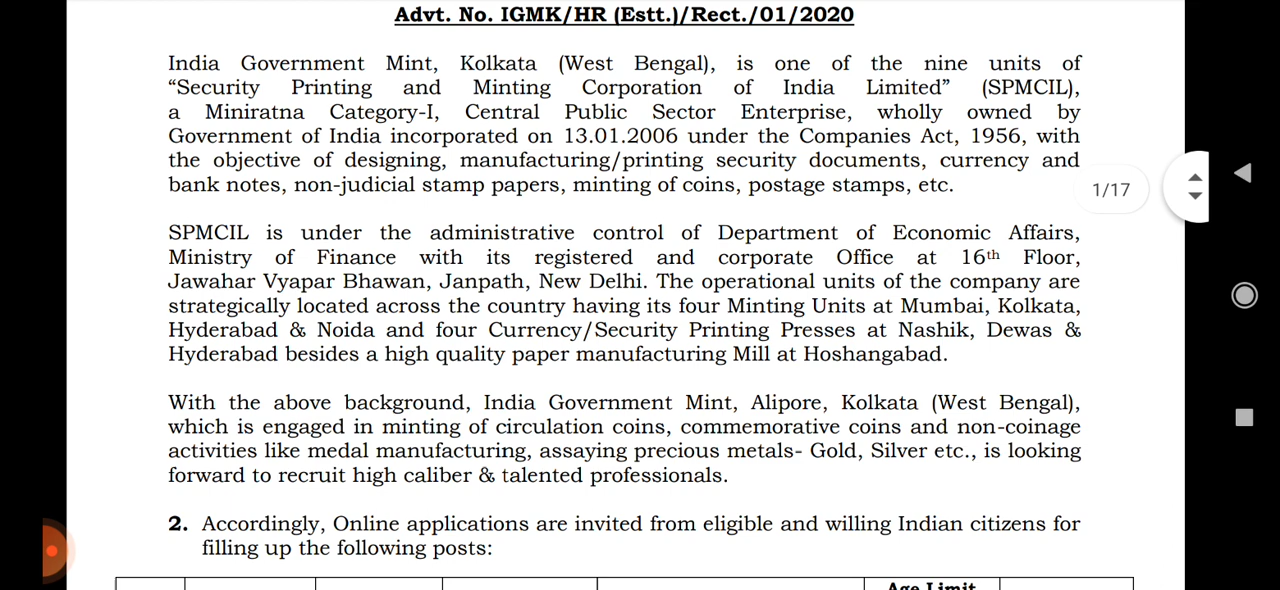 Advt. No. IGMK/HR (Estt.)/Rect./01/2020
India Government Mint, Kolkata (West Bengal), is one of the nine units of
“Security Printing and Minting Corporation of India Limited” (SPMCIL),
a Miniratna Category-I, Central Public Sector Enterprise, wholly owned by
Government of India incorporated on 13.01.2006 under the Companies Act, 1956, with
the objective of designing, manufacturing/printing security documents, currency and
bank notes, non-judicial stamp papers, minting of coins, postage stamps, etc.
1/17
SPMCIL is under the administrative control of Department of Economic Affairs,
Ministry of Finance with its registered and corporate Office at 16th Floor,
Jawahar Vyapar Bhawan, Janpath, New Delhi. The operational units of the company are
strategically located across the country having its four Minting Units at Mumbai, Kolkata,
Hyderabad & Noida and four Currency/Security Printing Presses at Nashik, Dewas &
Hyderabad besides a high quality paper manufacturing Mill at Hoshangabad.
With the above background, India Government Mint, Alipore, Kolkata (West Bengal),
which is engaged in minting of circulation coins, commemorative coins and non-coinage
activities like medal manufacturing, assaying precious metals- Gold, Silver etc., is looking
forward to recruit high caliber & talented professionals.
2. Accordingly, Online applications are invited from eligible and willing Indian citizens for
filling up the following posts:
Age Limit